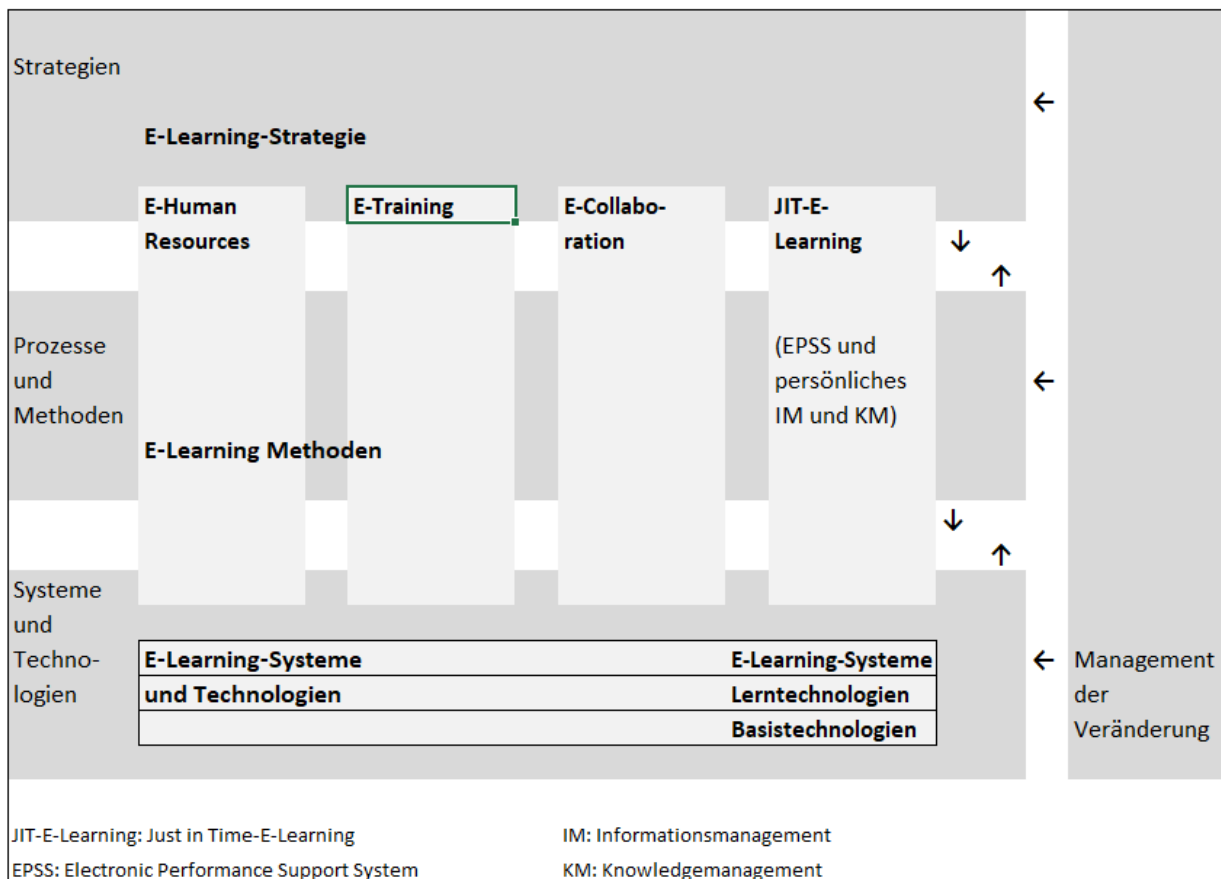 Strategien
←
E-Learning-Strategie
E-Human
Resources
E-Training
E-Collabo-
ration
JIT-E-
Learning
↓
↑
Prozesse
und
Methoden
(EPSS und
persönliches
IM und KM)
←
E-Learning Methoden
↓
↑
Systeme
und
Techno-
logien
E-Learning-Systeme
und Technologien
E-Learning-Systeme
Lerntechnologien
Basistechnologien
←
Management
der
Veränderung
JIT-E-Learning: Just in Time-E-Learning
IM: Informationsmanagement
EPSS: Electronic Performance Support System
KM: Knowledgemanagement